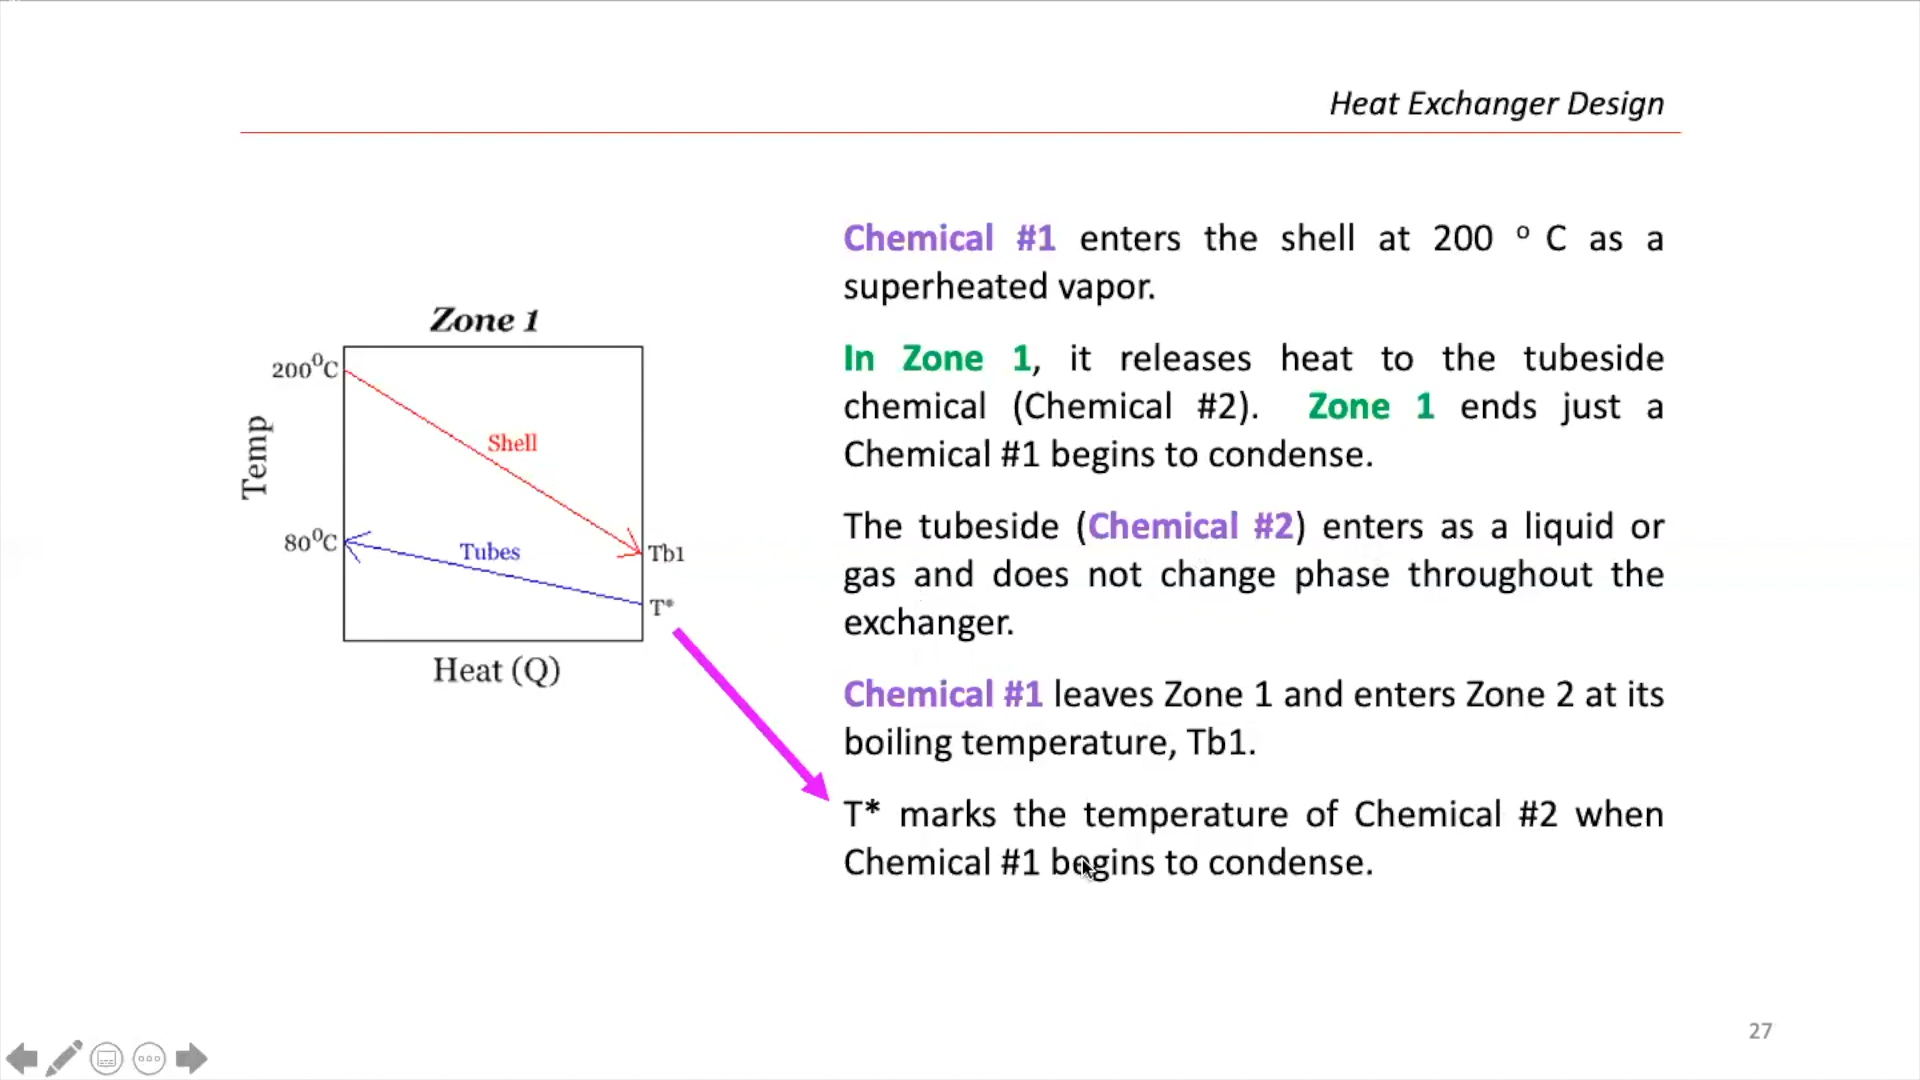 Heat Exchanger Design
Zone 1
200⁰C
Shell
Temp
80⁰C
Tubes
Tb1
T*
Heat (Q)
Chemical #1 enters the shell at 200 ᵒ C as a
superheated vapor.
In Zone 1, it releases heat to the tubeside
chemical (Chemical #2). Zone 1 ends just a
Chemical #1 begins to condense.
The tubeside (Chemical #2) enters as a liquid or
gas and does not change phase throughout the
exchanger.
Chemical #1 leaves Zone 1 and enters Zone 2 at its
boiling temperature, Tb1.
T* marks the temperature of Chemical #2 when
Chemical #1 begins to condense.
27